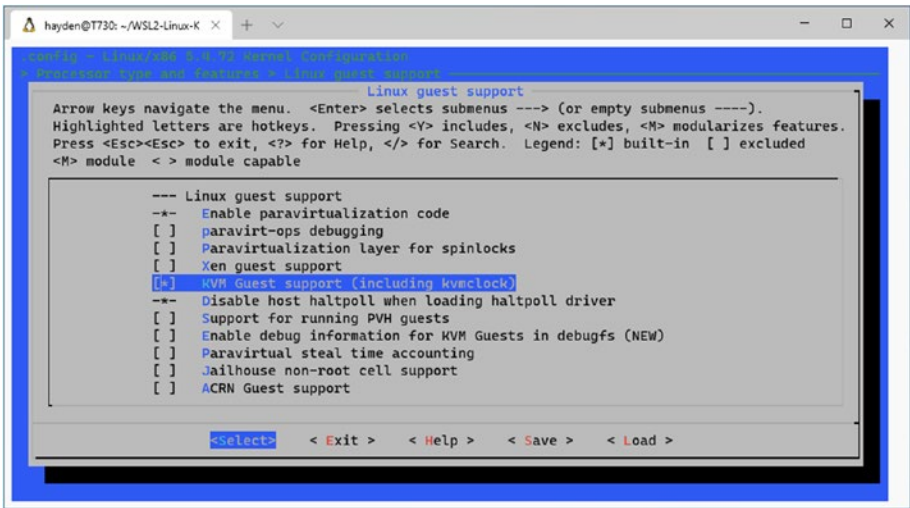 hayden@T730: ~/WSL2-Linux-K
.config - Linux/x86 5.4.72 Kernel Configuration
> Processor type and features > Linux guest support
Linux guest support
Arrow keys navigate the menu.  <Enter> selects submenus ---> (or empty submenus ----).
Highlighted letters are hotkeys.  Pressing <Y> includes, <N> excludes, <M> modularizes features.
Press <Esc><Esc> to exit, <?> for Help, </> for Search.  Legend: [*] built-in  [ ] excluded
<M> module  < > module capable
--- Linux guest support
-*-   Enable paravirtualization code
[ ]   paravirt-ops debugging
[ ]   Paravirtualization layer for spinlocks
[ ]   Xen guest support
[*]   KVM Guest support (including kvmclock)
-*-   Disable host haltpoll when loading haltpoll driver
[ ]   Support for running PVH guests
[ ]   Enable debug information for KVM Guests in debugfs (NEW)
[ ]   Paravirtual steal time accounting
[ ]   Jailhouse non-root cell support
[ ]   ACRN Guest support
<Select>    < Exit >    < Help >    < Save >    < Load >